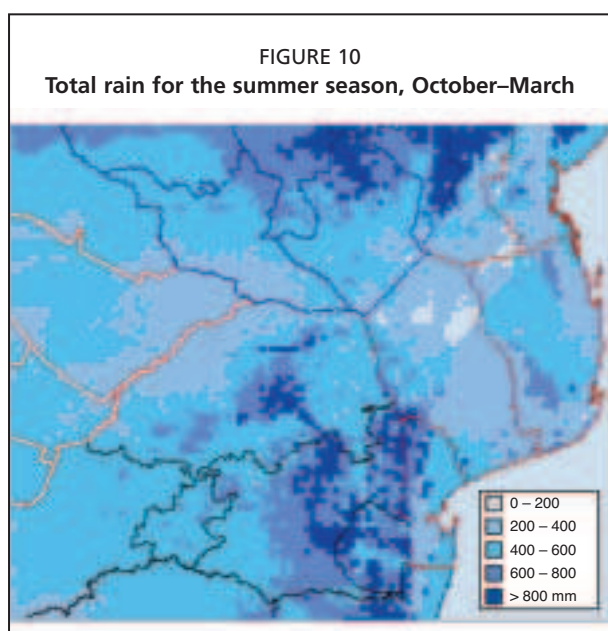 FIGURE 10
Total rain for the summer season, October–March
0 – 200
200 – 400
400 – 600
600 – 800
> 800 mm